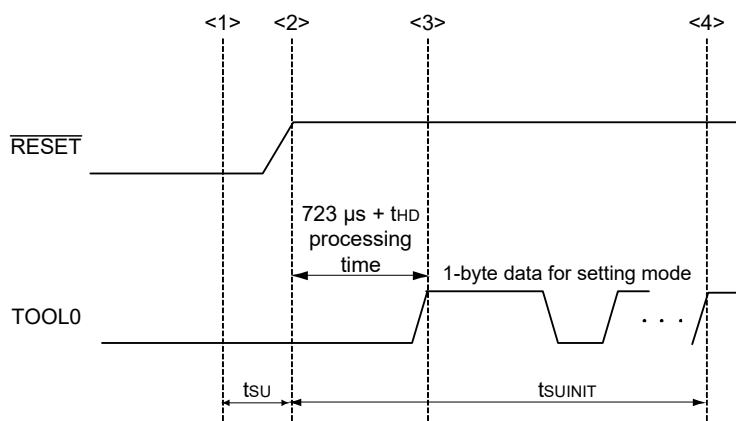 <1> <2> <3> <4>
RESET
723 µs + tHD
processing
time
1-byte data for setting mode
TOOL0
. . .
tSU
tSUINIT